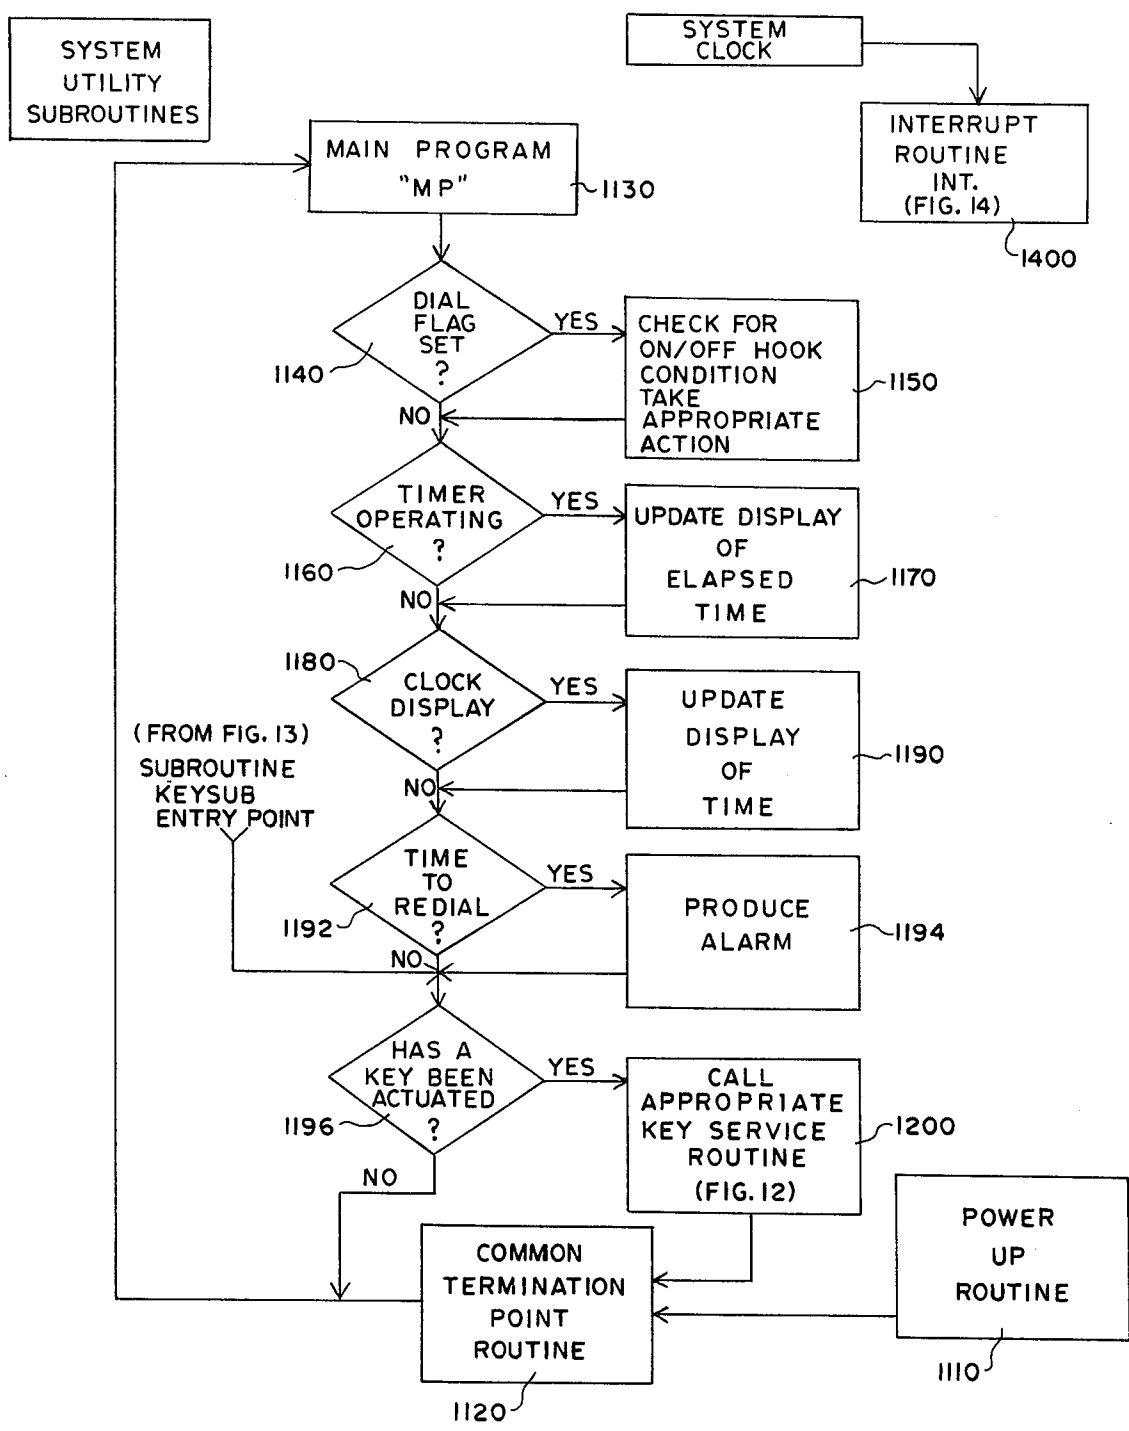 SYSTEM
UTILITY
SUBROUTINES
SYSTEM
CLOCK
INTERRUPT
ROUTINE
INT.
(FIG. 14)
1400
MAIN PROGRAM
"MP"
1130
DIAL
FLAG
SET
?
1140
YES
NO
CHECK FOR
ON/OFF HOOK
CONDITION
TAKE
APPROPRIATE
ACTION
1150
TIMER
OPERATING
?
1160
YES
NO
UPDATE DISPLAY
OF
ELAPSED
TIME
1170
1180
CLOCK
DISPLAY
?
YES
NO
UPDATE
DISPLAY
OF
TIME
1190
(FROM FIG. 13)
SUBROUTINE
KEYSUB
ENTRY POINT
TIME
TO
REDIAL
?
1192
YES
NO
PRODUCE
ALARM
1194
HAS A
KEY BEEN
ACTUATED
?
1196
YES
NO
CALL
APPROPRIATE
KEY SERVICE
ROUTINE
(FIG. 12)
1200
COMMON
TERMINATION
POINT
ROUTINE
1120
POWER
UP
ROUTINE
1110